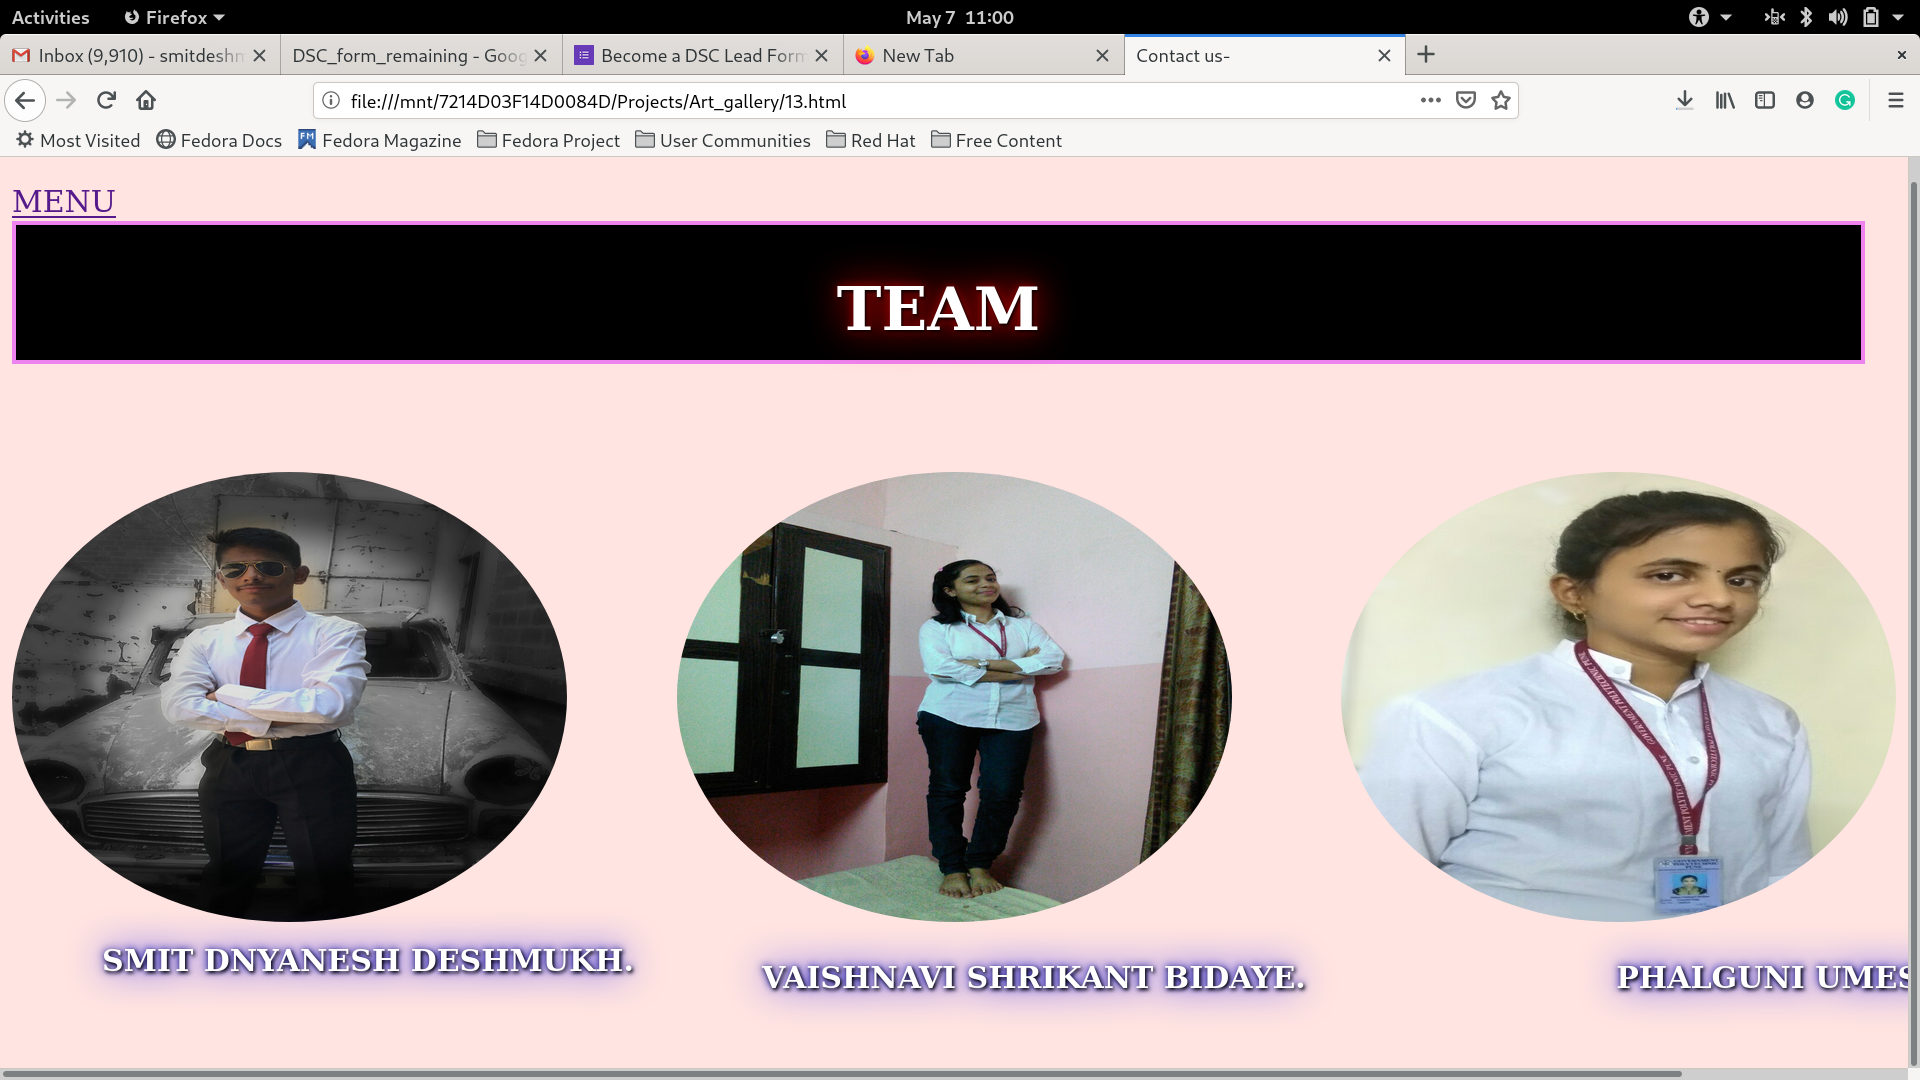 Activities Firefox May 7 11:00
Inbox (9,910) - smitdeshm DSC_form_remaining - Goog Become a DSC Lead Form New Tab Contact us-
file:///mnt/7214D03F14D0084D/Projects/Art_gallery/13.html
Most Visited Fedora Docs FM Fedora Magazine Fedora Project User Communities Red Hat Free Content
MENU
TEAM
SMIT DNYANESH DESHMUKH.
VAISHNAVI SHRIKANT BIDAYE.
PHALGUNI UMES